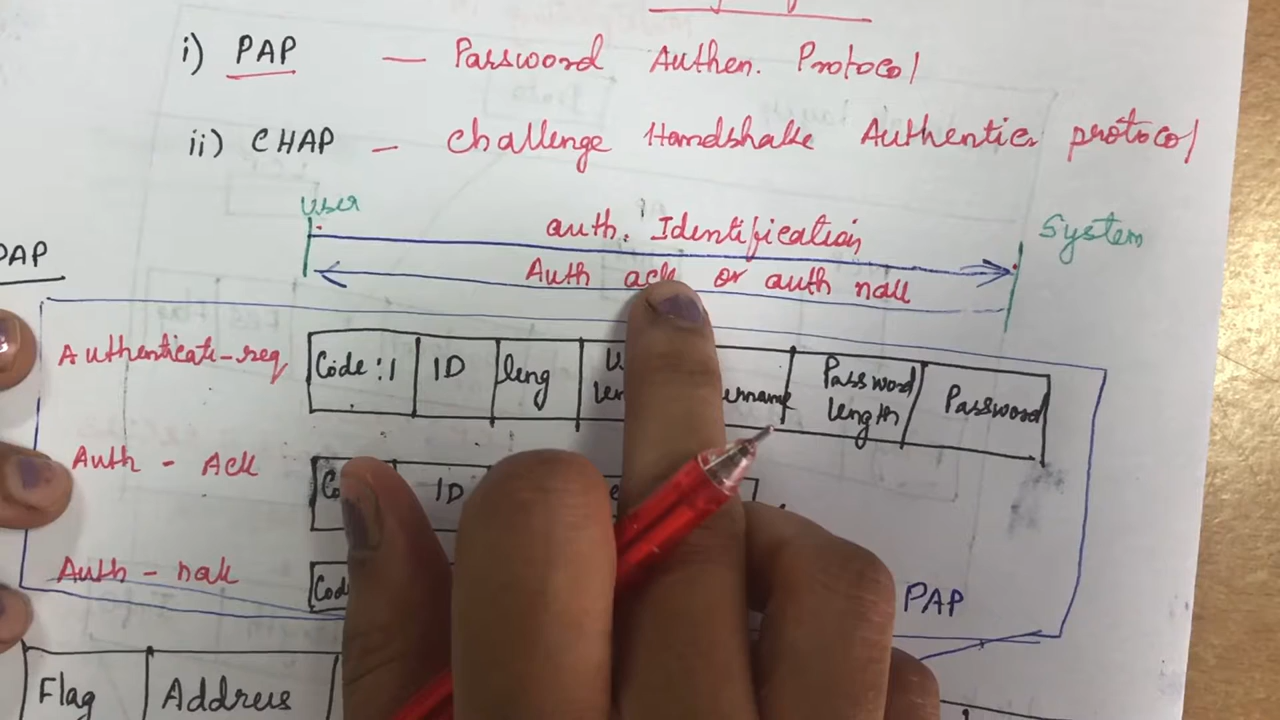 i) PAP — Password Authen. Protocol
ii) CHAP — Challenge Handshake Authentic protocol
User
System
auth. Identification
Auth ack or auth nak
PAP
Authenticati-req Code:1 ID leng Password length Password
Auth - Ack ID
Auth - nak
PAP
Flag Address